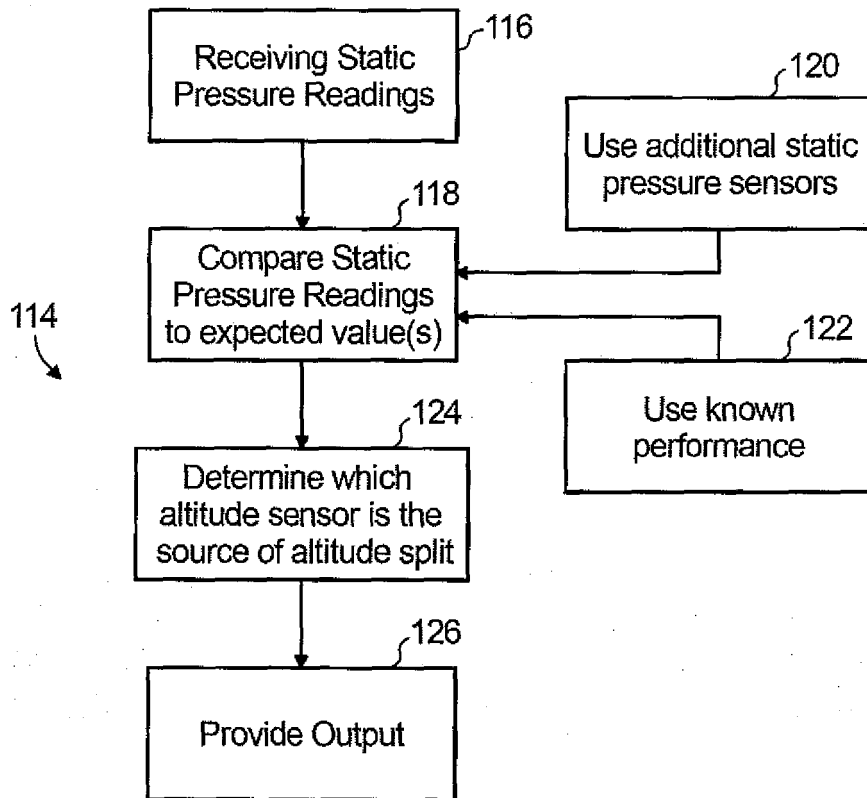 116
Receiving Static
Pressure Readings
120
Use additional static
pressure sensors
118
Compare Static
Pressure Readings
to expected value(s)
114
122
Use known
performance
124
Determine which
altitude sensor is the
source of altitude split
126
Provide Output